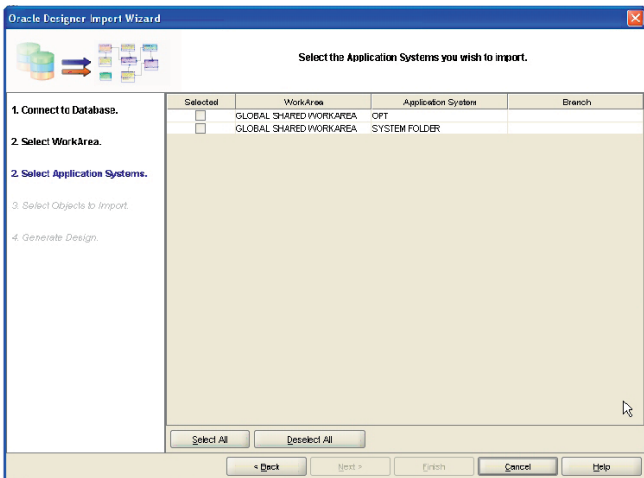 Oracle Designer Import Wizard
Select the Application Systems you wish to import.
1. Connect to Database.
2. Select WorkArea.
2. Select Application Systems.
3. Select Objects to Import.
4. Generate Design.
Selected WorkArea Application System Branch
GLOBAL SHARED WORKAREA OPT
GLOBAL SHARED WORKAREA SYSTEM FOLDER
Select All Deselect All
< Back Next > Finish Cancel Help